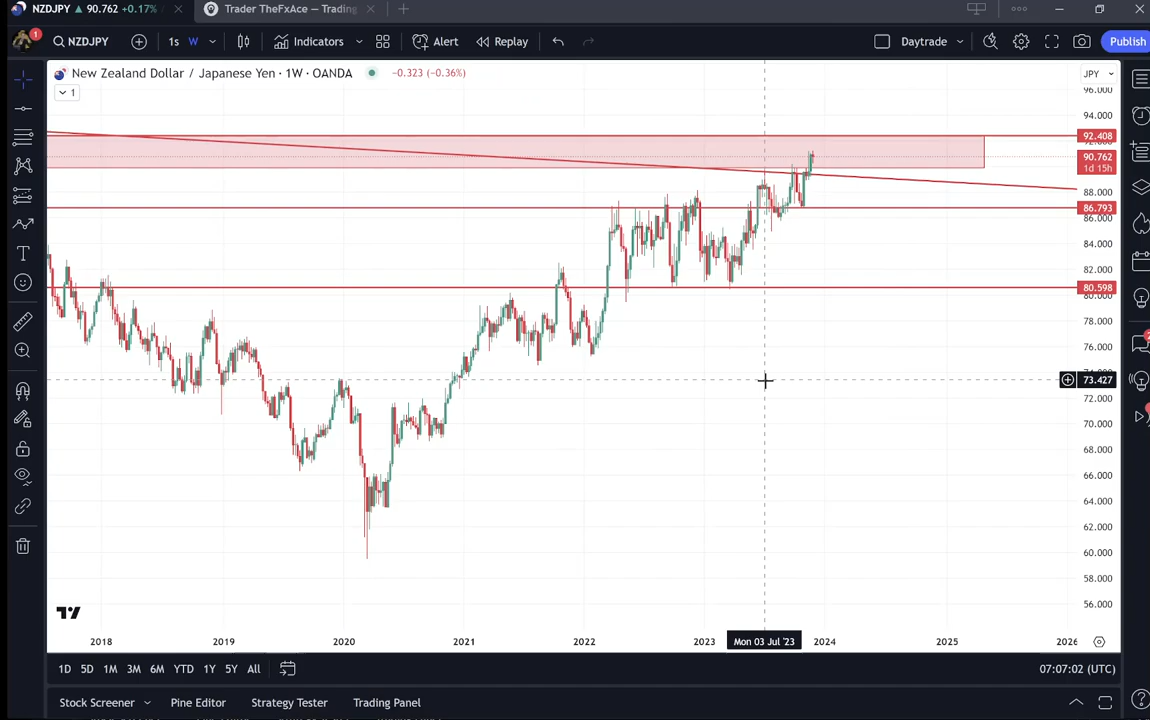 NZDJPY ▲ 90.762 +0.17%
Trader TheFxAce — Trading
1
NZDJPY
1s
W
Indicators
Alert
Replay
Daytrade
Publish
New Zealand Dollar / Japanese Yen · 1W · OANDA
−0.323 (−0.36%)
JPY
1
96.000
94.000
92.408
90.762
1d 15h
88.000
86.793
86.000
84.000
82.000
80.598
80.000
78.000
76.000
73.427
72.000
70.000
68.000
66.000
64.000
62.000
60.000
58.000
56.000
2018
2019
2020
2021
2022
2023
Mon 03 Jul '23
2024
2025
2026
1D 5D 1M 3M 6M YTD 1Y 5Y All
07:07:02 (UTC)
Stock Screener
Pine Editor
Strategy Tester
Trading Panel